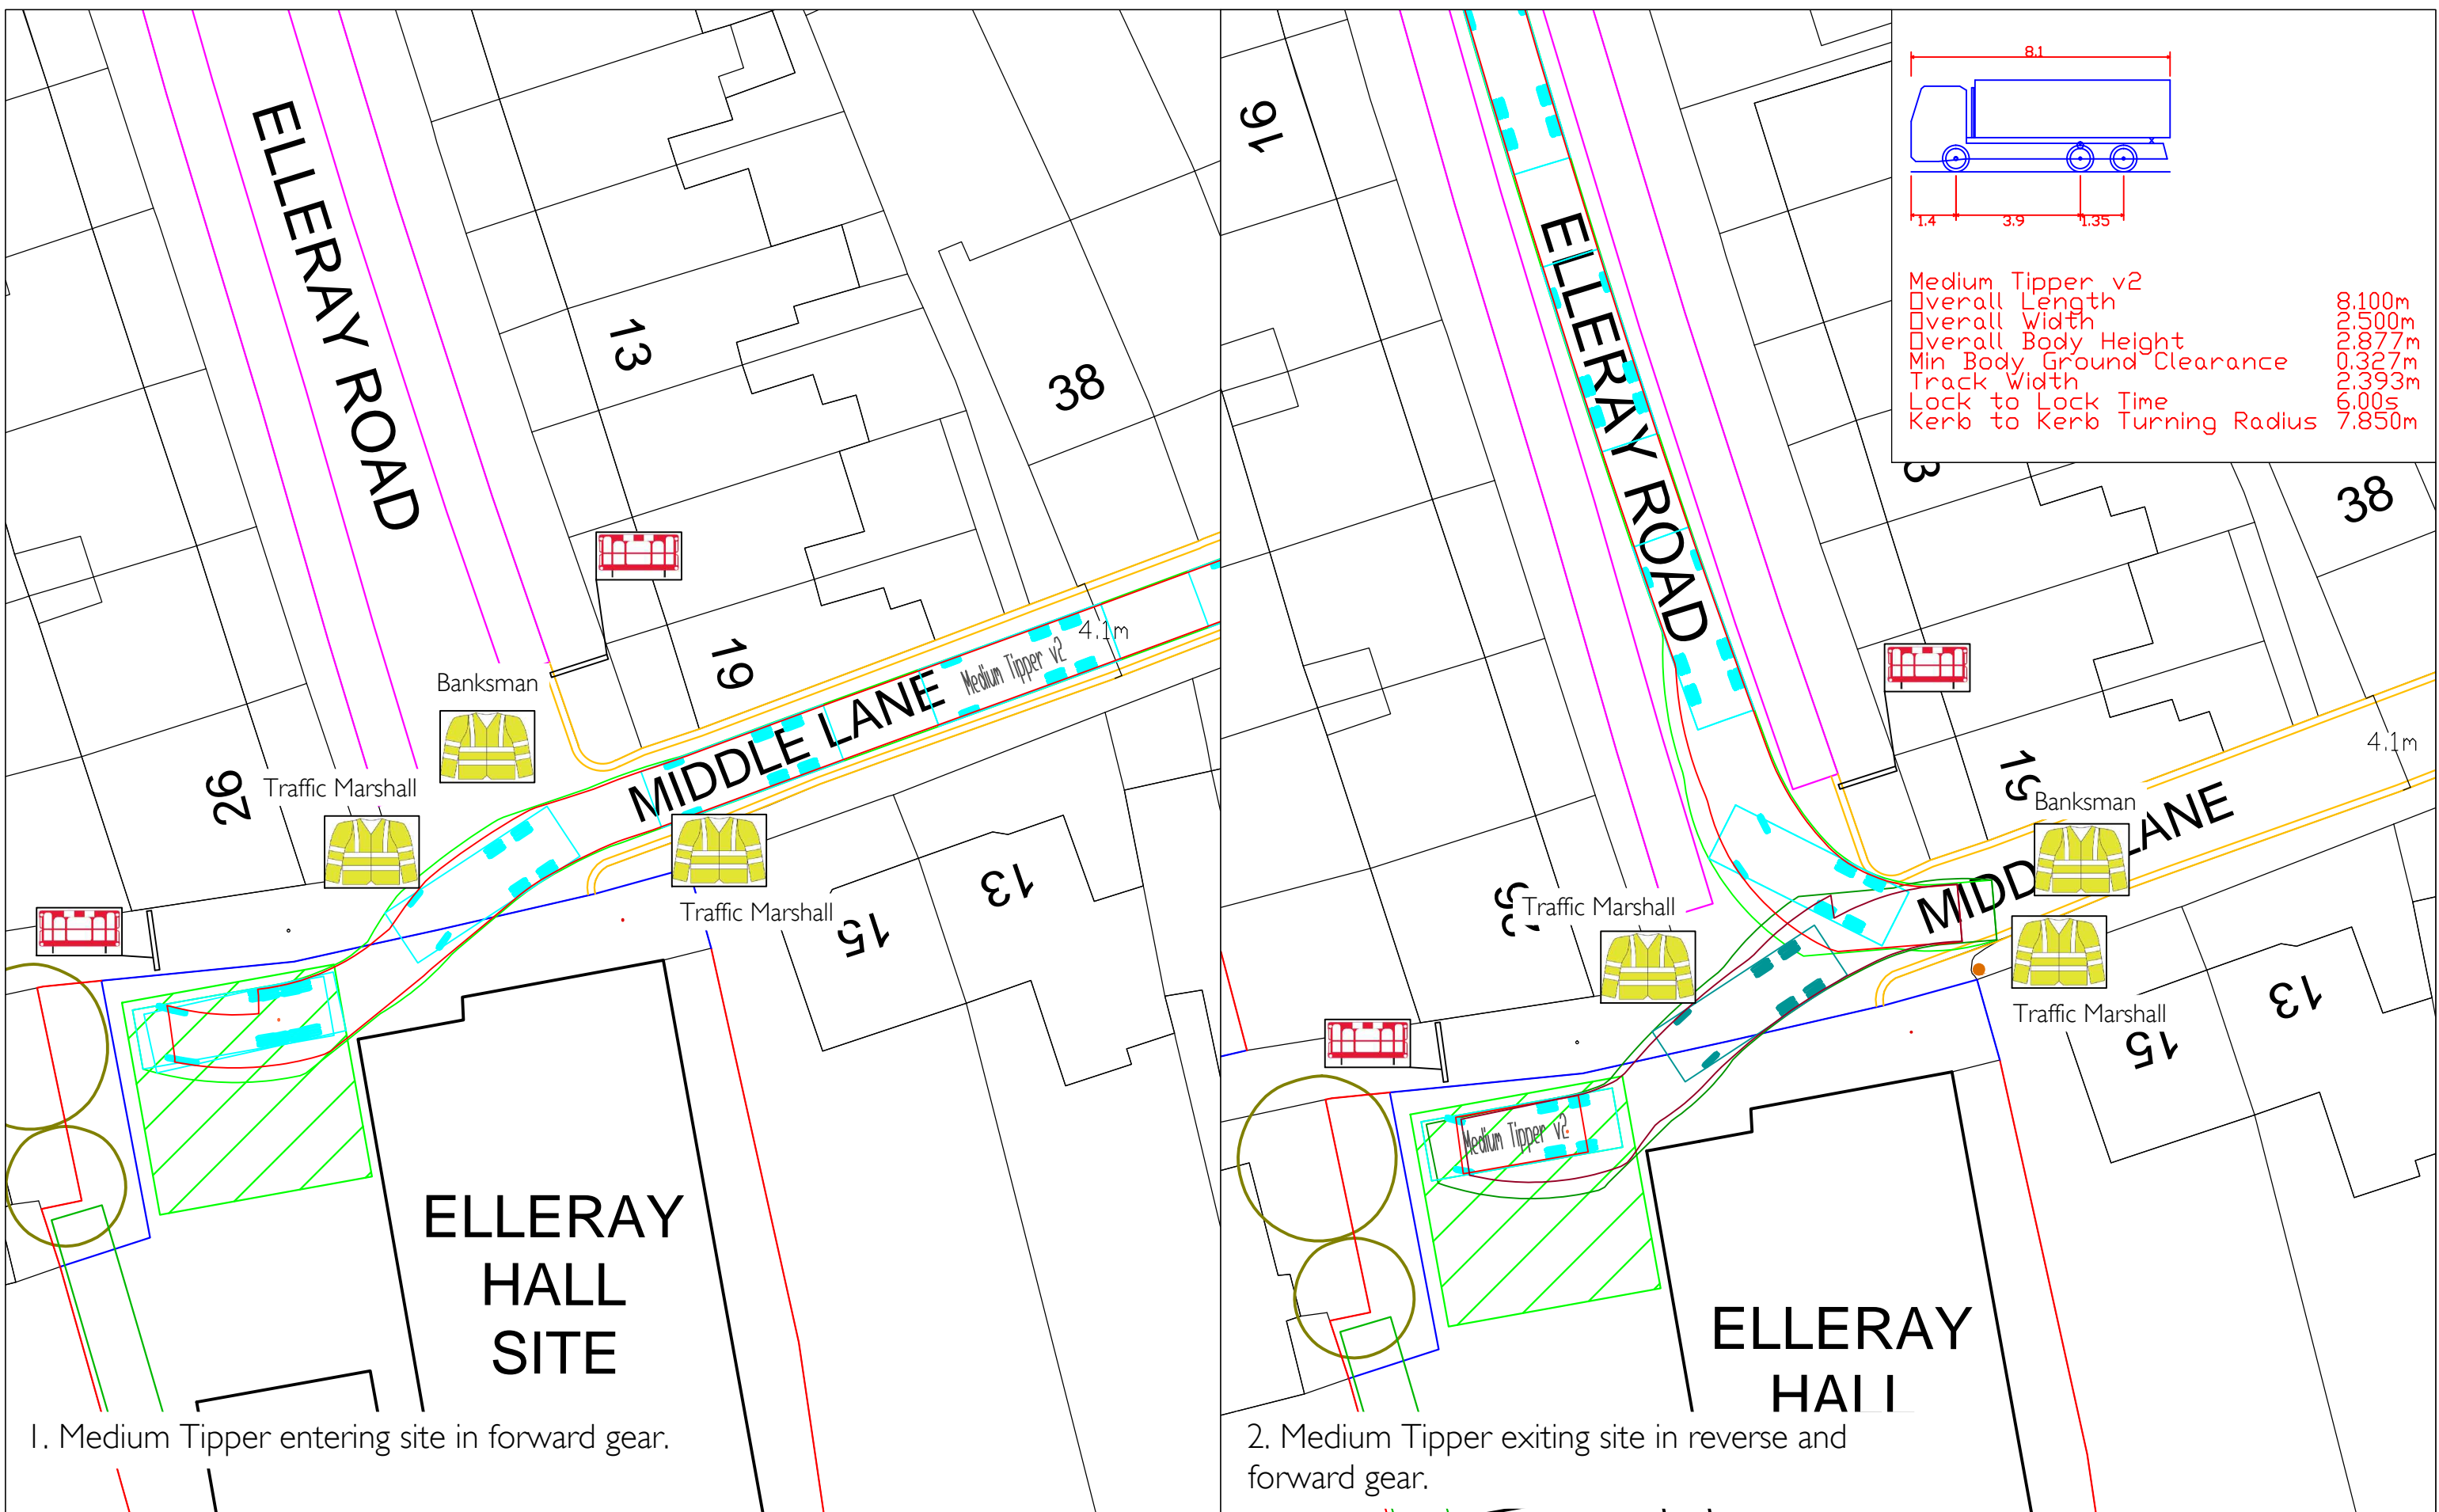 ELLERAY ROAD
13
38
19
4.1m
Medium Tipper v2
MIDDLE LANE
Banksman
Traffic Marshall
26
Traffic Marshall
13
15
ELLERAY
HALL
SITE
1. Medium Tipper entering site in forward gear.
16
ELLERAY ROAD
38
19
4.1m
Banksman
MIDD LANE
Traffic Marshall
Traffic Marshall
13
15
Medium Tipper v2
ELLERAY
HALL
2. Medium Tipper exiting site in reverse and
forward gear.
8.1
1.4
3.9
1.35
Medium Tipper v2
Overall Length 8.100m
Overall Width 2.500m
Overall Body Height 2.877m
Min Body Ground Clearance 0.327m
Track Width 2.393m
Lock to Lock Time 6.00s
Kerb to Kerb Turning Radius 7.850m